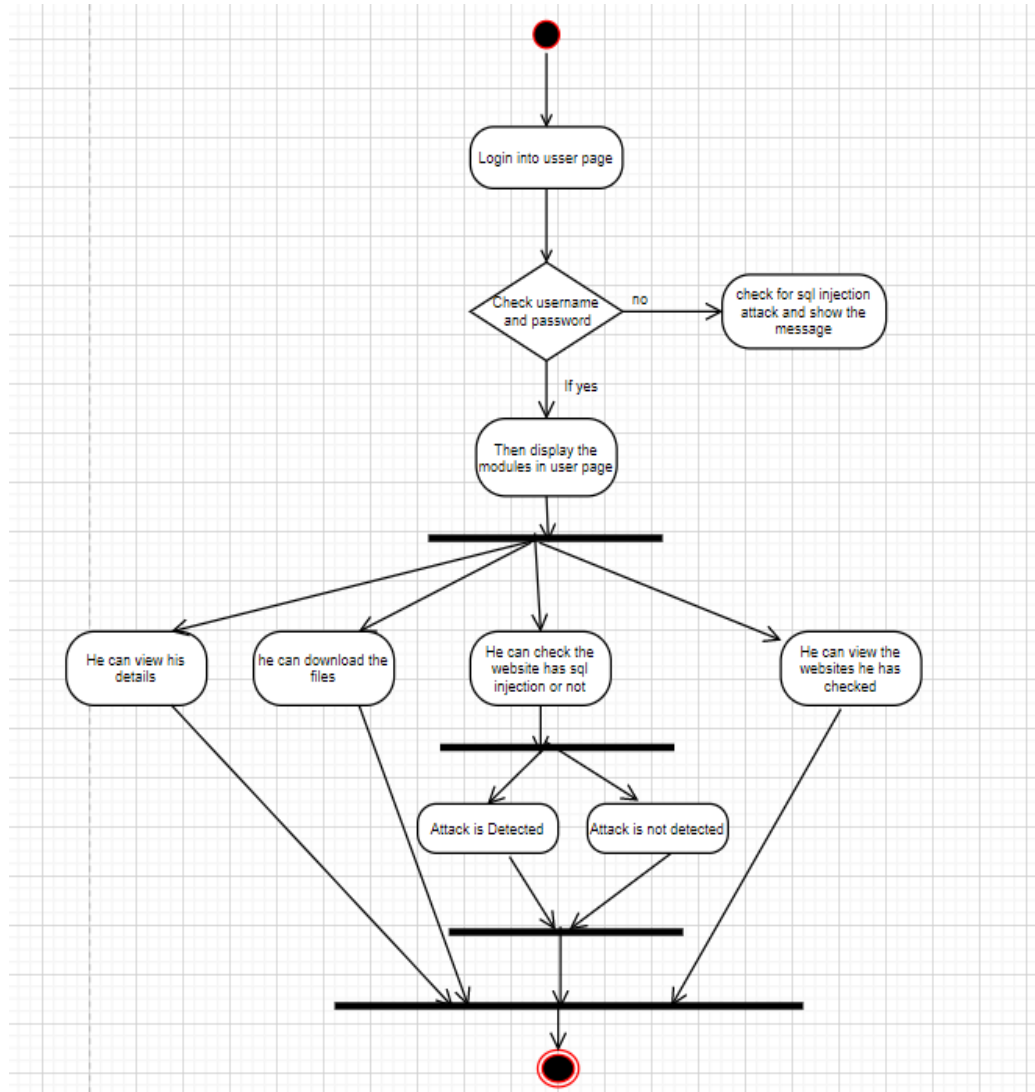 Login into usser page
Check username
and password
no
check for sql injection
attack and show the
message
If yes
Then display the
modules in user page
He can view his
details
he can download the
files
He can check the
website has sql
injection or not
He can view the
websites he has
checked
Attack is Detected
Attack is not detected